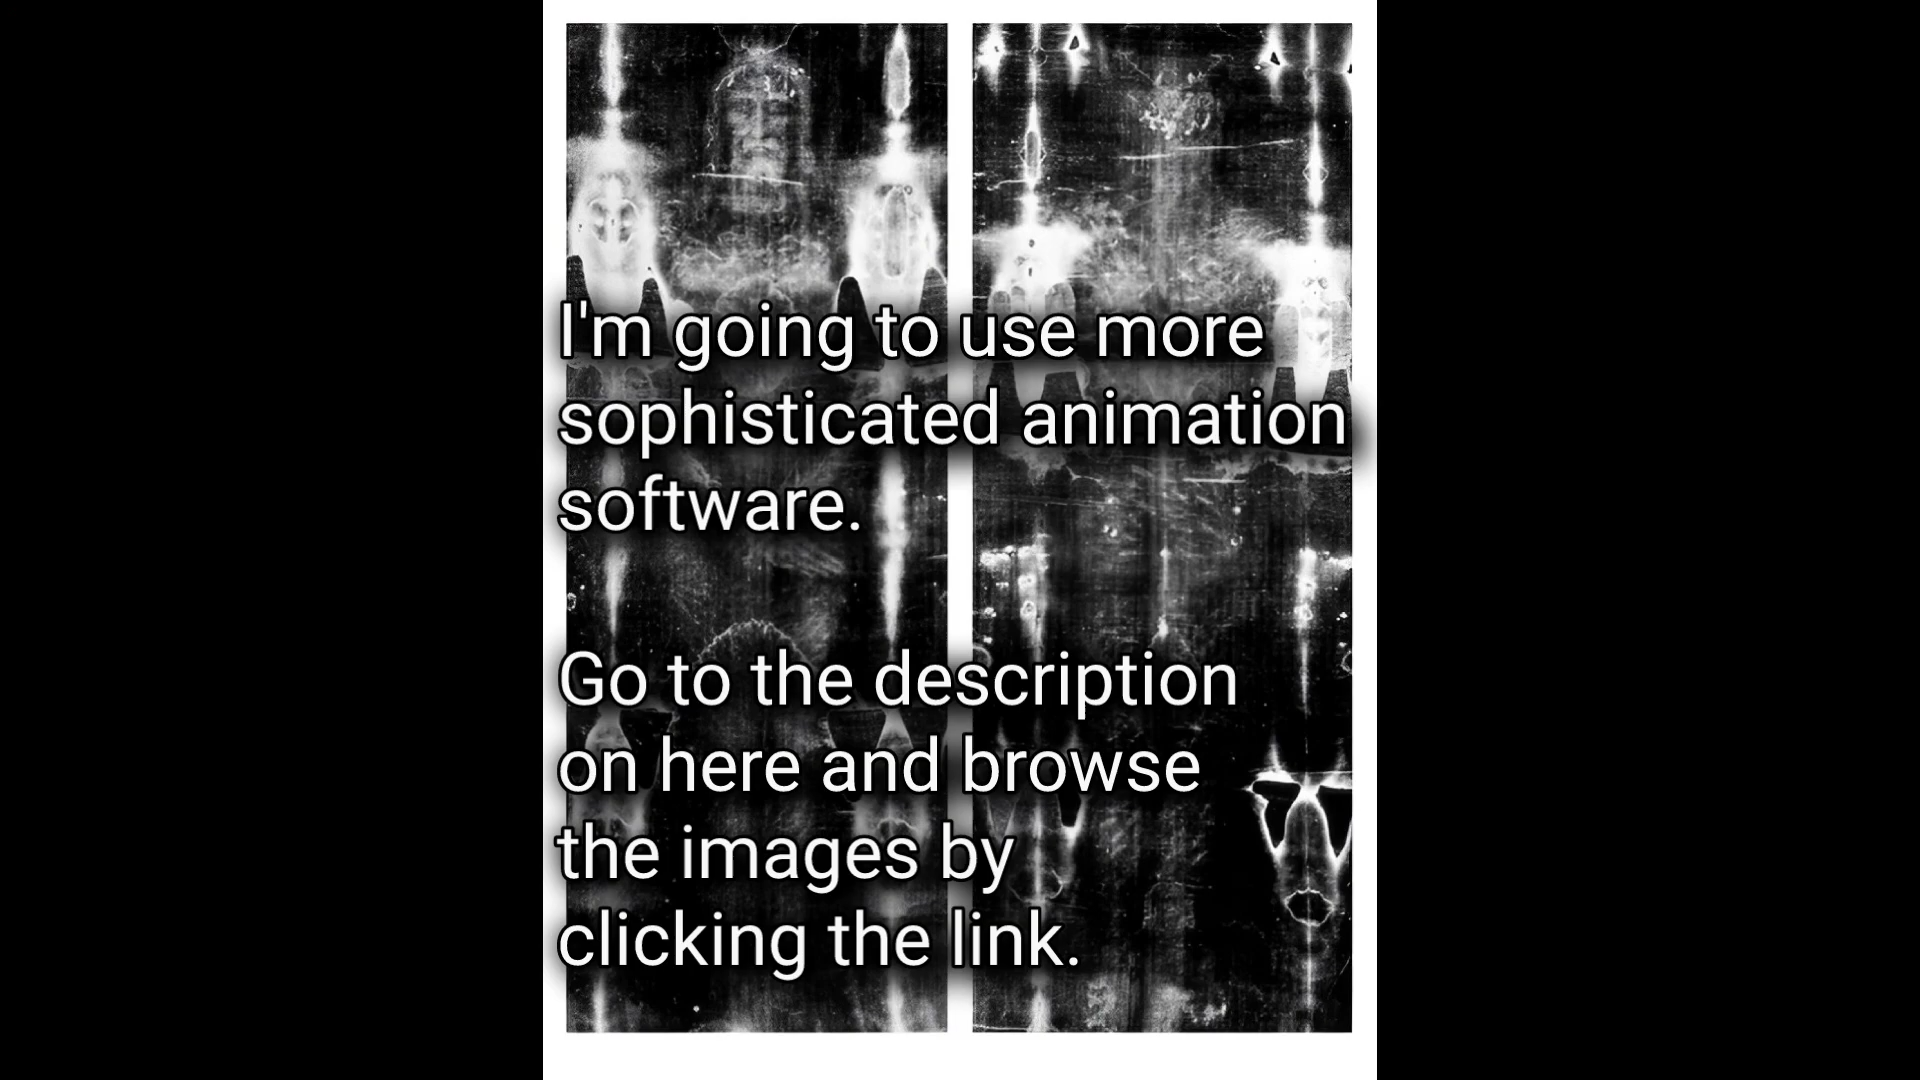 I'm going to use more
sophisticated animation
software.
Go to the description
on here and browse
the images by
clicking the link.